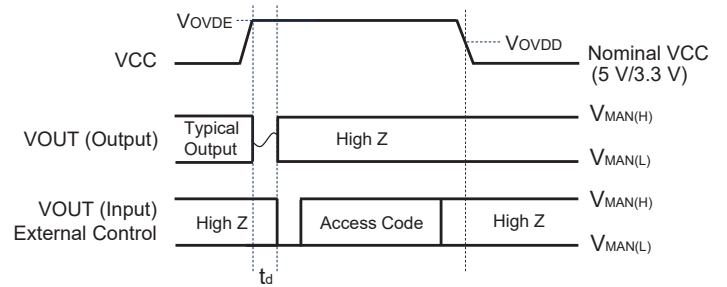 VOVDE
VOVDD
VCC
Nominal VCC
(5 V/3.3 V)
VOUT (Output)
Typical
Output
High Z
VMAN(H)
VMAN(L)
VOUT (Input)
External Control
High Z
Access Code
High Z
VMAN(H)
VMAN(L)
td